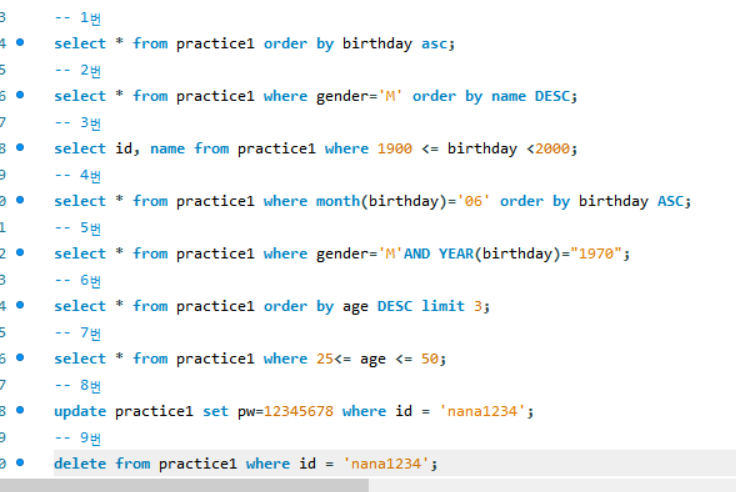 3 -- 1번
4 select * from practice1 order by birthday asc;
5 -- 2번
6 select * from practice1 where gender='M' order by name DESC;
7 -- 3번
8 select id, name from practice1 where 1900 <= birthday <2000;
9 -- 4번
0 select * from practice1 where month(birthday)='06' order by birthday ASC;
1 -- 5번
2 select * from practice1 where gender='M'AND YEAR(birthday)="1970";
3 -- 6번
4 select * from practice1 order by age DESC limit 3;
5 -- 7번
6 select * from practice1 where 25<= age <= 50;
7 -- 8번
8 update practice1 set pw=12345678 where id = 'nana1234';
9 -- 9번
0 delete from practice1 where id = 'nana1234';